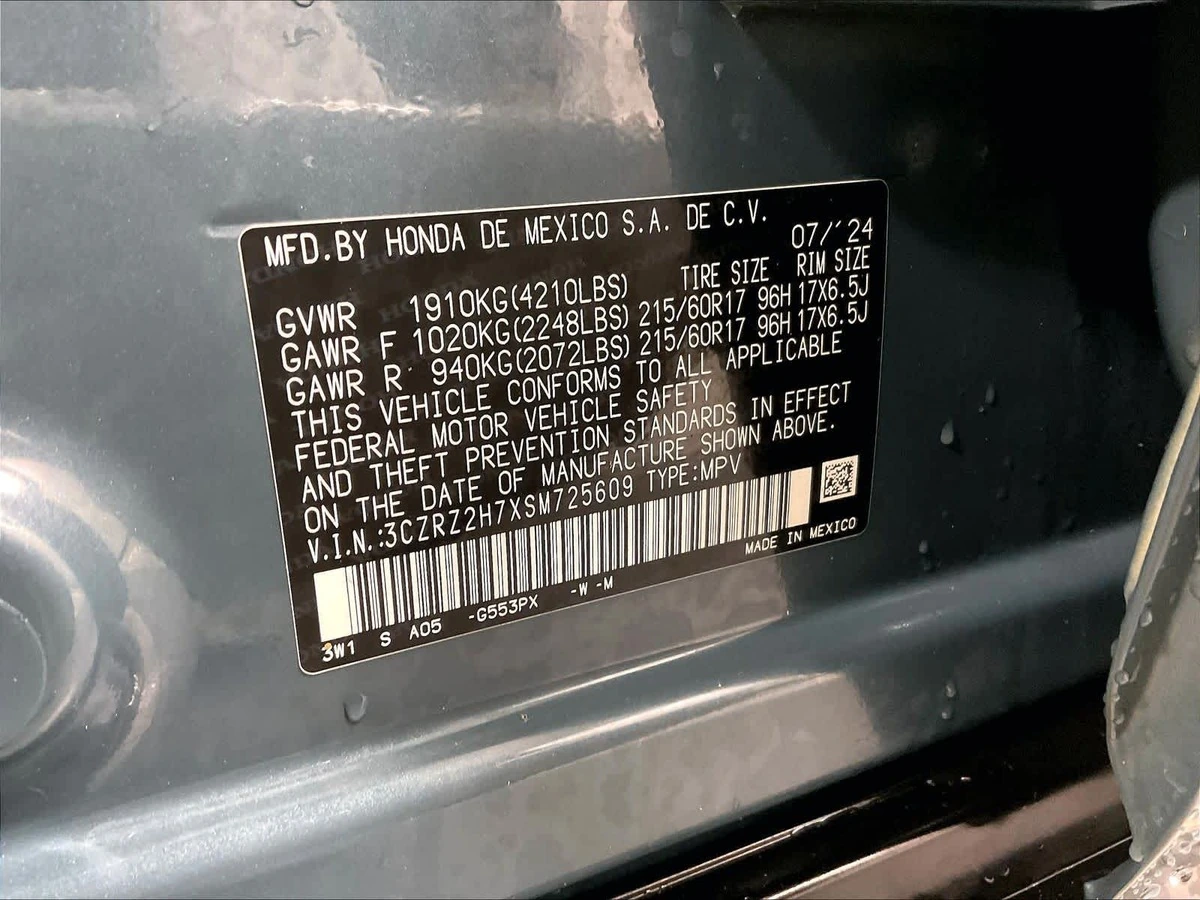 MFD.BY HONDA DE MEXICO S.A. DE C.V.
07/'24
GVWR 1910KG(4210LBS) TIRE SIZE RIM SIZE
GAWR F 1020KG(2248LBS) 215/60R17 96H 17X6.5J
GAWR R 940KG(2072LBS) 215/60R17 96H 17X6.5J
THIS VEHICLE CONFORMS TO ALL APPLICABLE
FEDERAL MOTOR VEHICLE SAFETY
AND THEFT PREVENTION STANDARDS IN EFFECT
ON THE DATE OF MANUFACTURE SHOWN ABOVE.
V.I.N.:3CZRZ2H7XSM725609 TYPE:MPV
MADE IN MEXICO
3W1 S A05 -G553PX -W -M